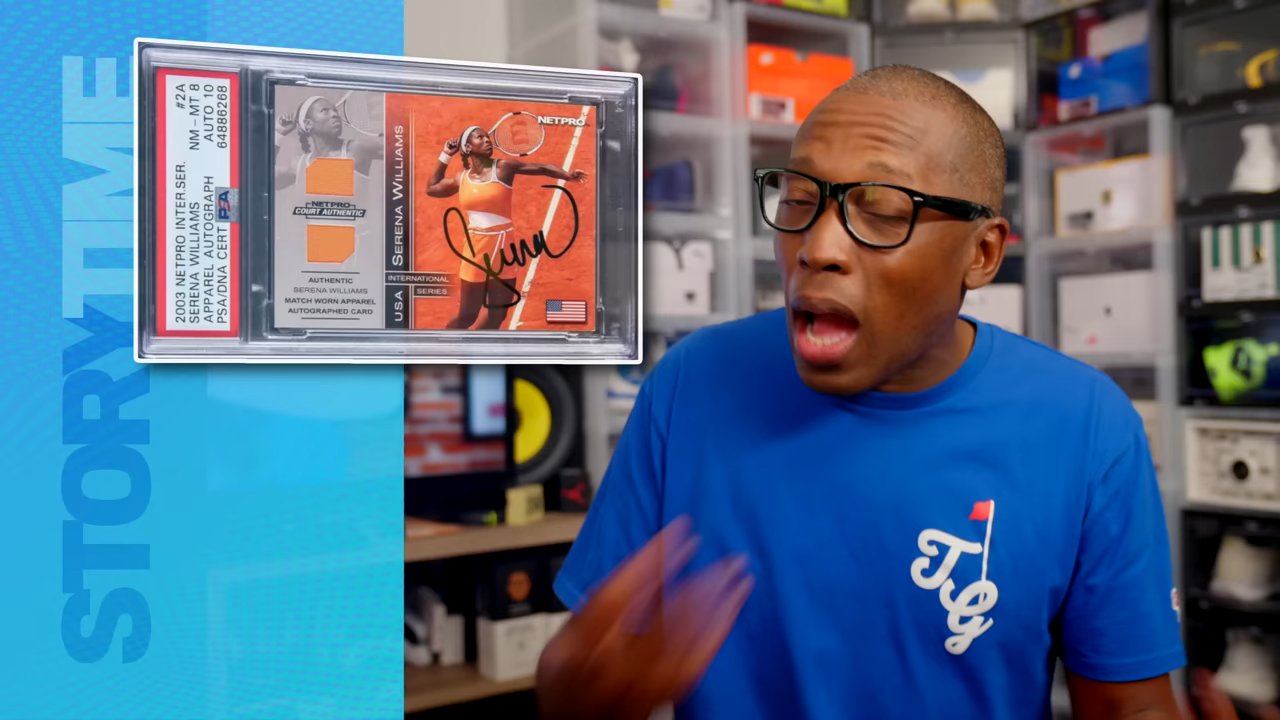 STORYTIME
2003 NETPRO INTER.SER. #2A
SERENA WILLIAMS NM-MT 8
APPAREL AUTOGRAPH AUTO 10
PSA/DNA CERT PSA 64886268
NETPRO
COURT AUTHENTIC
AUTHENTIC
SERENA WILLIAMS
MATCH WORN APPAREL
AUTOGRAPHED CARD
SERENA WILLIAMS
USA
INTERNATIONAL
SERIES
NETPRO
Serena
TG